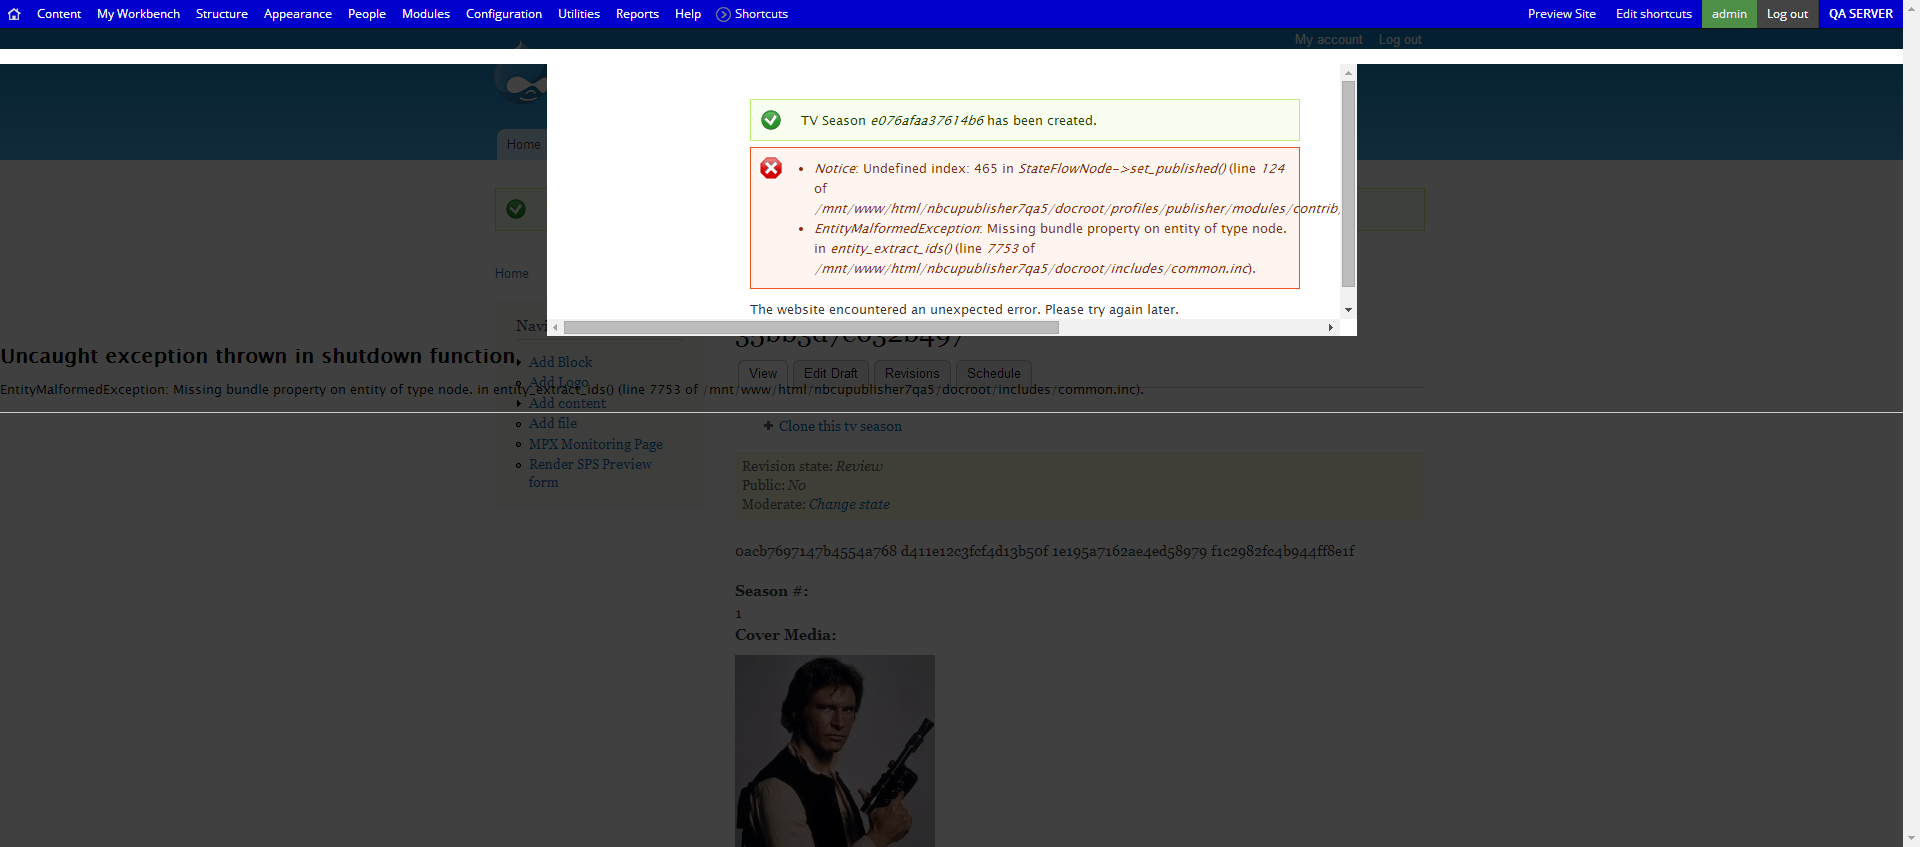 Content My Workbench Structure Appearance People Modules Configuration Utilities Reports Help Shortcuts Preview Site Edit shortcuts admin Log out QA SERVER
My account Log out
Home
TV Season e076afaa37614b6 has been created.
Notice: Undefined index: 465 in StateFlowNode->set_published() (line 124
of
/mnt/www/html/nbcupublisher7qa5/docroot/profiles/publisher/modules/contrib/
EntityMalformedException: Missing bundle property on entity of type node.
in entity_extract_ids() (line 7753 of
/mnt/www/html/nbcupublisher7qa5/docroot/includes/common.inc).
The website encountered an unexpected error. Please try again later.
Home
Navi
Uncaught exception thrown in shutdown function.
EntityMalformedException: Missing bundle property on entity of type node. in entity_extract_ids() (line 7753 of /mnt/www/html/nbcupublisher7qa5/docroot/includes/common.inc).
Add Block
Add Logo
Add content
Add file
MPX Monitoring Page
Render SPS Preview
form
View Edit Draft Revisions Schedule
Clone this tv season
Revision state: Review
Public: No
Moderate: Change state
0acb7697147b4554a768 d411e12c3fcf4d13b50f 1e195a7162ae4ed58979 f1c2982fc4b944ff8e1f
Season #:
1
Cover Media: